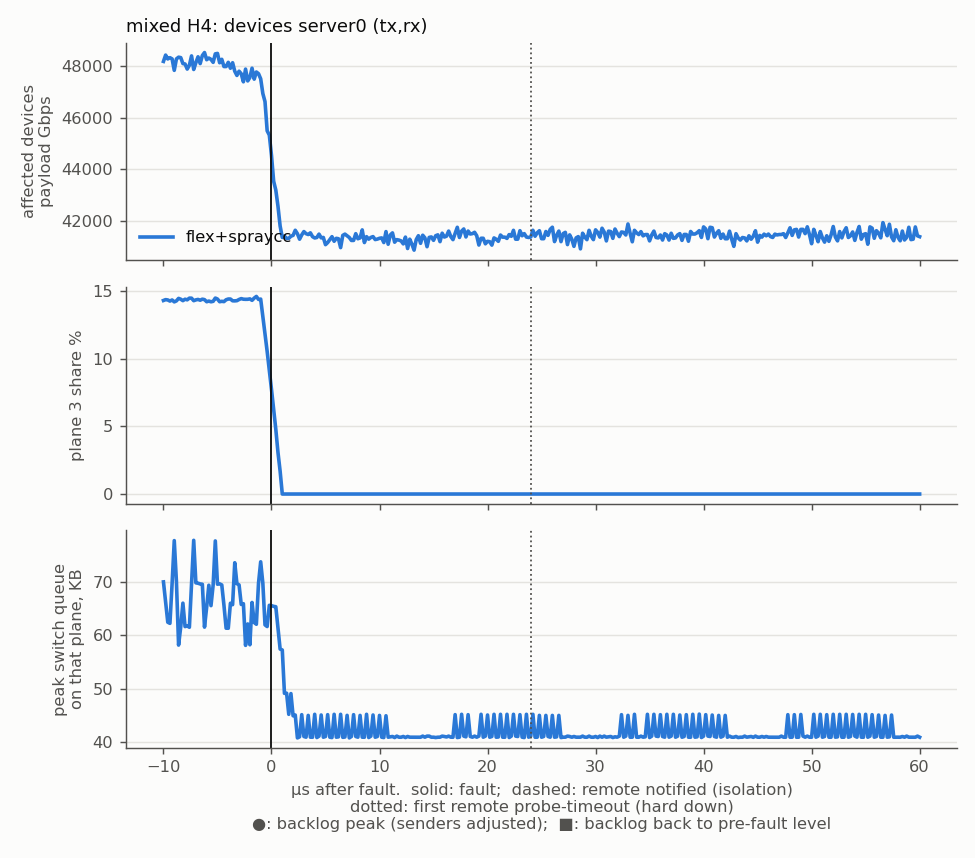 mixed H4: devices server0 (tx,rx)
affected devices
payload Gbps
48000
46000
44000
42000
flex+spraycc
plane 3 share %
15
10
5
0
peak switch queue
on that plane, KB
70
60
50
40
−10
0
10
20
30
40
50
60
µs after fault. solid: fault; dashed: remote notified (isolation)
dotted: first remote probe-timeout (hard down)
●: backlog peak (senders adjusted); ■: backlog back to pre-fault level